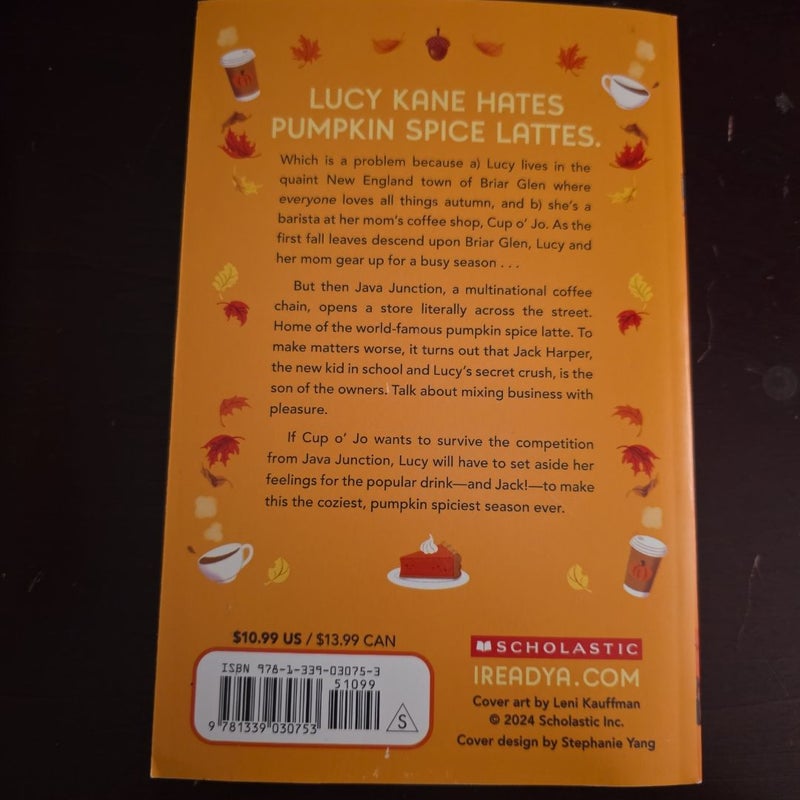 LUCY KANE HATES
PUMPKIN SPICE LATTES.
Which is a problem because a) Lucy lives in the
quaint New England town of Briar Glen where
everyone loves all things autumn, and b) she's a
barista at her mom's coffee shop, Cup o' Jo. As the
first fall leaves descend upon Briar Glen, Lucy and
her mom gear up for a busy season . . .
But then Java Junction, a multinational coffee
chain, opens a store literally across the street.
Home of the world-famous pumpkin spice latte. To
make matters worse, it turns out that Jack Harper,
the new kid in school and Lucy's secret crush, is the
son of the owners. Talk about mixing business with
pleasure.
If Cup o' Jo wants to survive the competition
from Java Junction, Lucy will have to set aside her
feelings for the popular drink—and Jack!—to make
this the coziest, pumpkin spiciest season ever.
$10.99 US / $13.99 CAN
ISBN 978-1-339-03075-3
51099
9 781339 030753
S
SCHOLASTIC
IREADYA.COM
Cover art by Leni Kauffman
© 2024 Scholastic Inc.
Cover design by Stephanie Yang